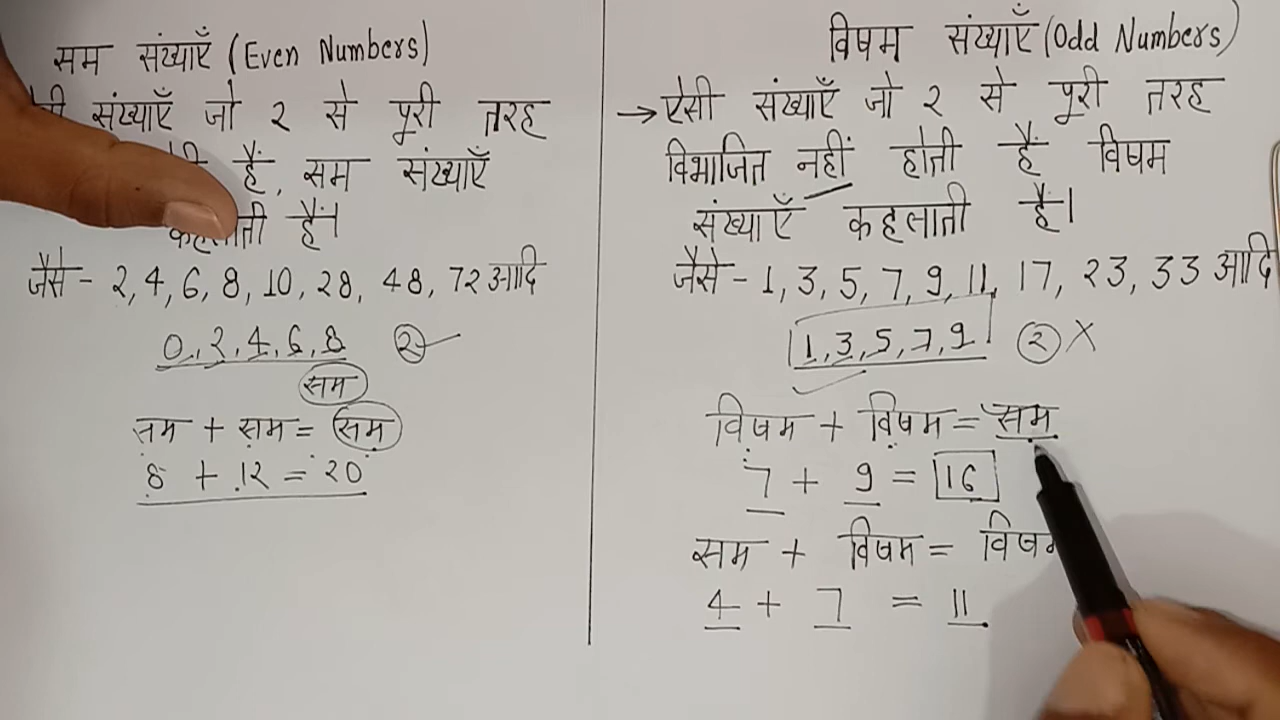 सम संख्याएँ (Even Numbers)
संख्याएँ जो २ से पूरी तरह
हैं, सम संख्याएँ
कहलाती हैं।
जैसे - 2, 4, 6, 8, 10, 28, 48, 72 आदि
0, 2, 4, 6, 8 ②
सम
सम + सम = सम
8 + 12 = 20
विषम संख्याएँ (Odd Numbers)
→ ऐसी संख्याएँ जो २ से पूरी तरह
विभाजित नहीं होती हैं विषम
संख्याएँ कहलाती हैं।
जैसे - 1, 3, 5, 7, 9, 11, 17, 23, 33 आदि
1, 3, 5, 7, 9 ② X
विषम + विषम = सम
7 + 9 = 16
सम + विषम = विषम
4 + 7 = 11